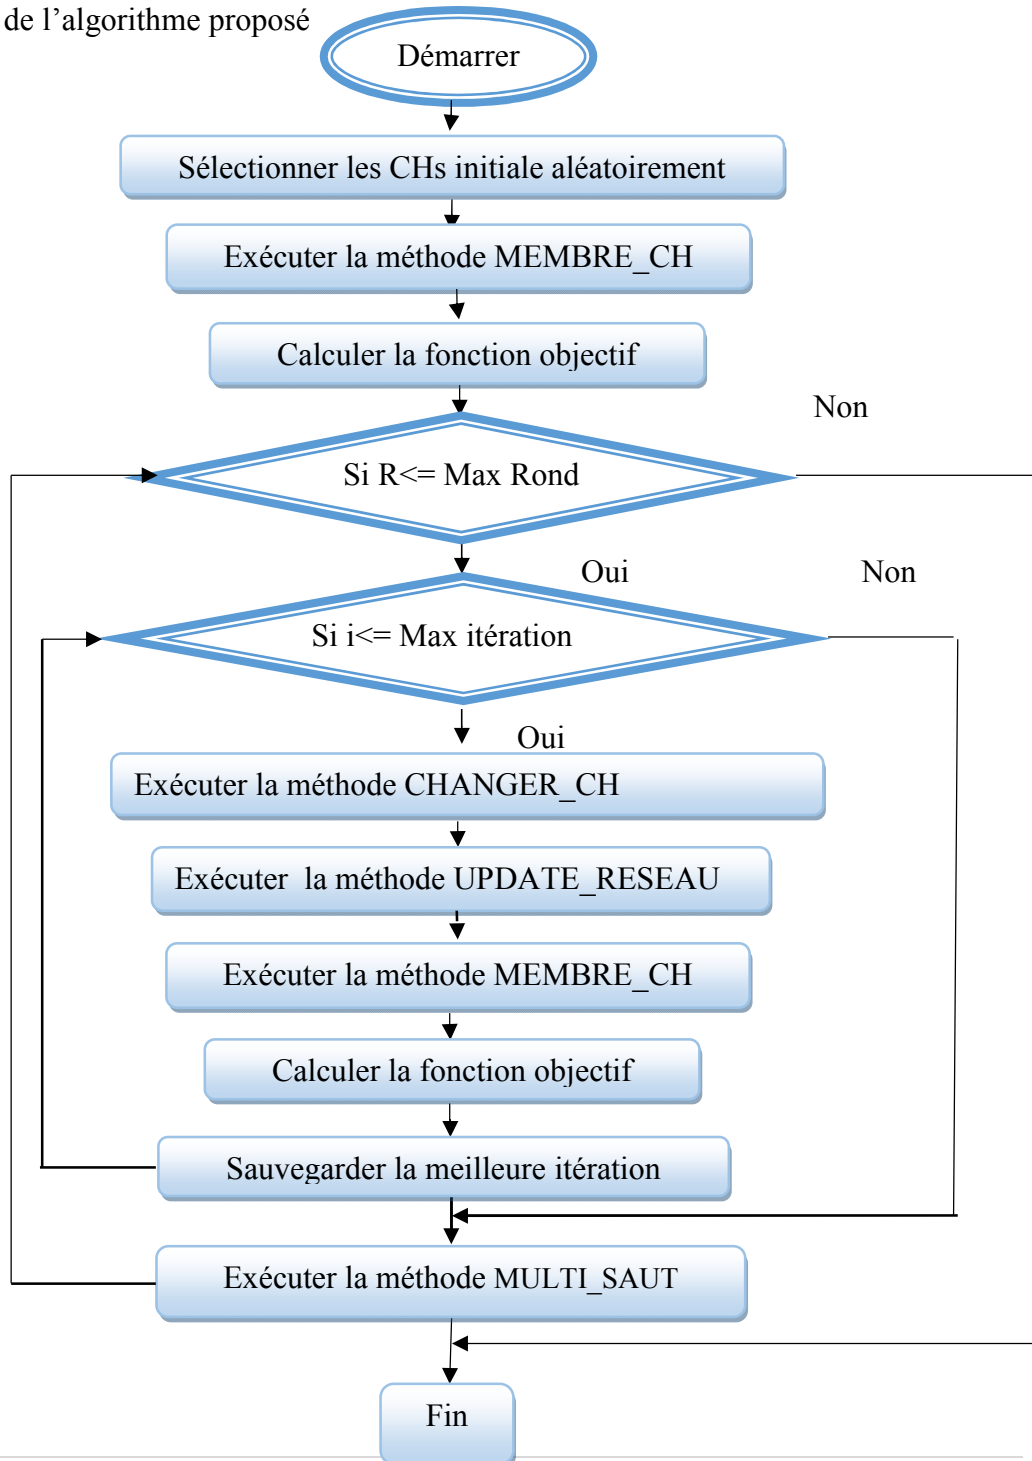 de l’algorithme proposé
Démarrer
Sélectionner les CHs initiale aléatoirement
Exécuter la méthode MEMBRE_CH
Calculer la fonction objectif
Non
Si R<= Max Rond
Oui
Non
Si i<= Max itération
Oui
Exécuter la méthode CHANGER_CH
Exécuter  la méthode UPDATE_RESEAU
Exécuter la méthode MEMBRE_CH
Calculer la fonction objectif
Sauvegarder la meilleure itération
Exécuter la méthode MULTI_SAUT
Fin